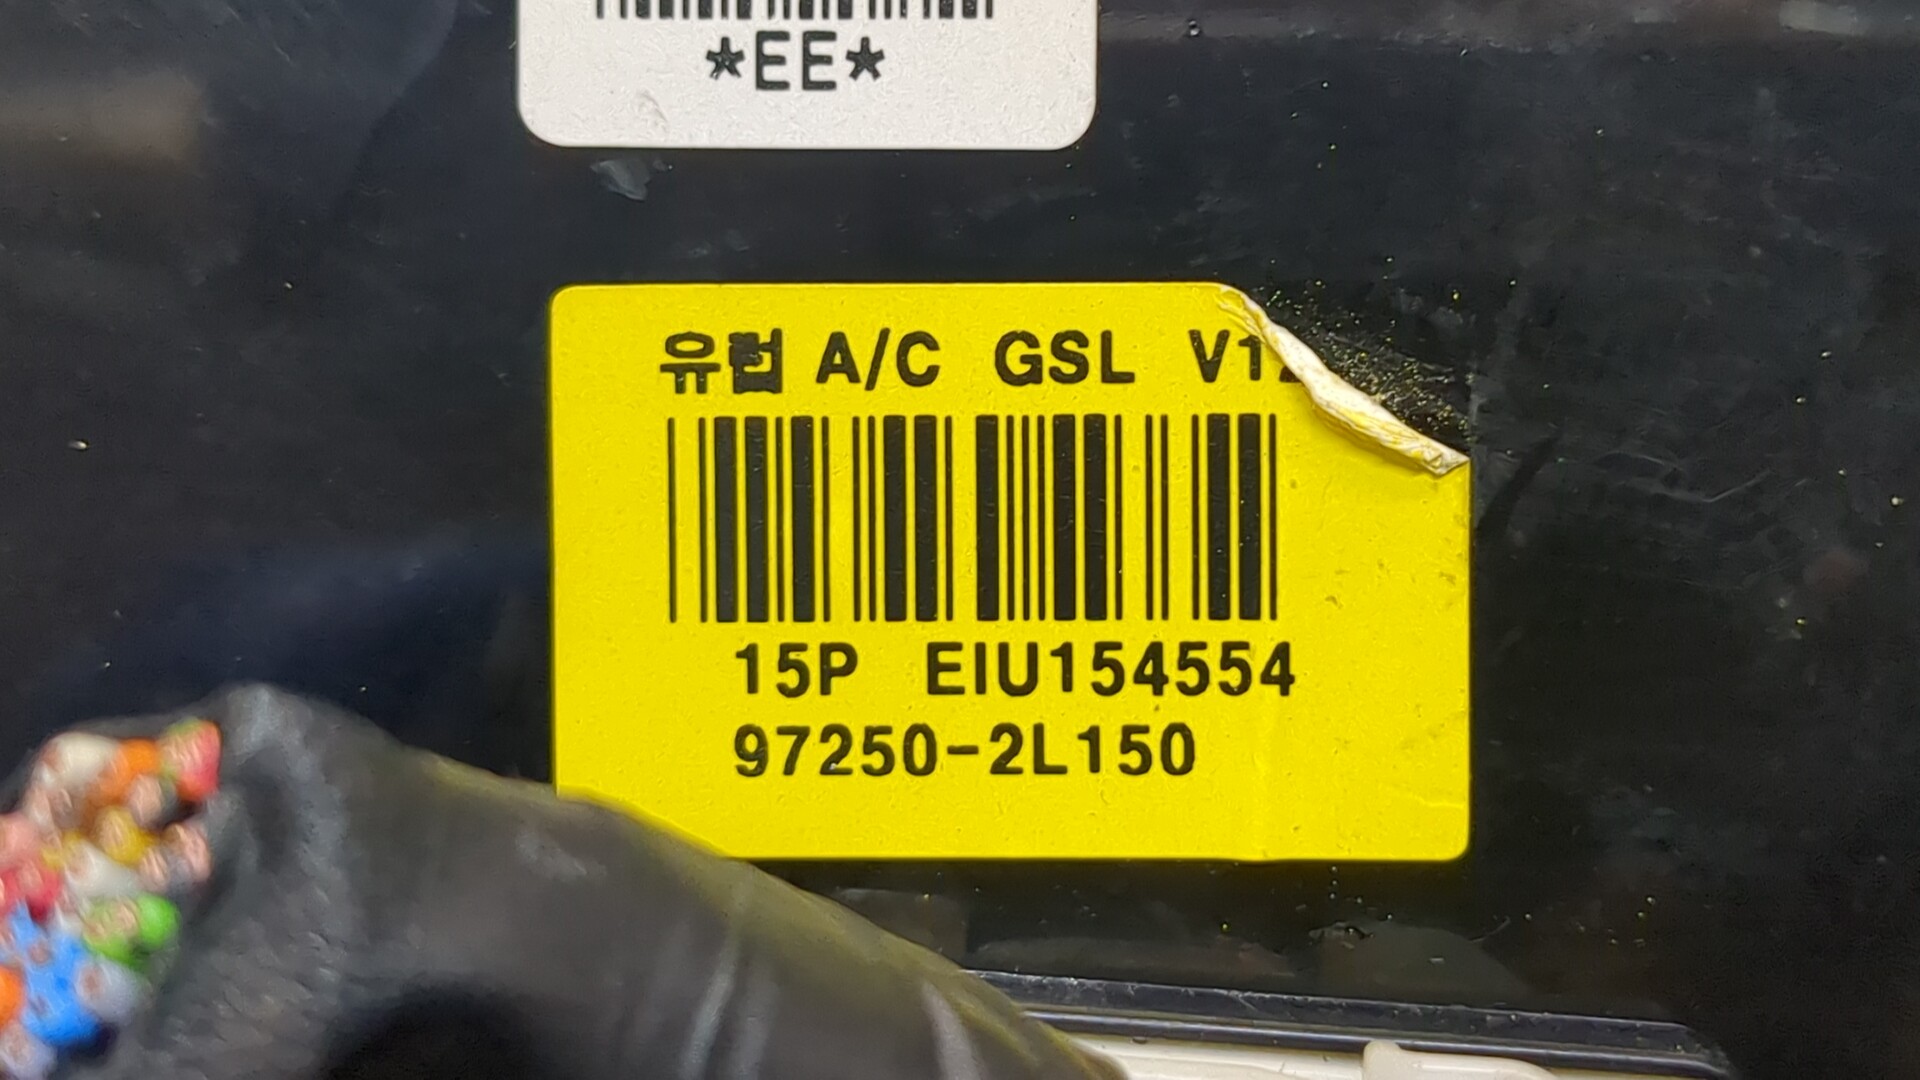 *EE*
유럽 A/C GSL
15P EIU154554
97250-2L150